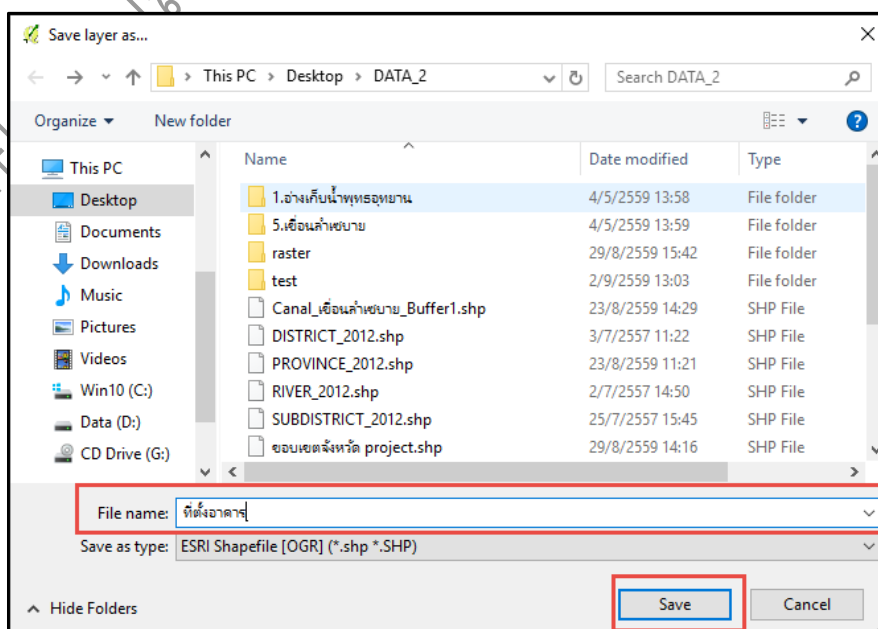 Save layer as...
This PC > Desktop > DATA_2
Search DATA_2
Organize
New folder
Name Date modified Type
This PC
Desktop
Documents
Downloads
Music
Pictures
Videos
Win10 (C:)
Data (D:)
CD Drive (G:)
1.อ่างเก็บน้ำพุทธอุทยาน 4/5/2559 13:58 File folder
5.เขื่อนลำเซบาย 4/5/2559 13:59 File folder
raster 29/8/2559 15:42 File folder
test 2/9/2559 13:03 File folder
Canal_เขื่อนลำเซบาย_Buffer1.shp 23/8/2559 14:29 SHP File
DISTRICT_2012.shp 3/7/2557 11:22 SHP File
PROVINCE_2012.shp 23/8/2559 11:21 SHP File
RIVER_2012.shp 2/7/2557 14:50 SHP File
SUBDISTRICT_2012.shp 25/7/2557 15:45 SHP File
ขอบเขตจังหวัด project.shp 29/8/2559 14:16 SHP File
File name: ที่ตั้งอาคาร
Save as type: ESRI Shapefile [OGR] (*.shp *.SHP)
Hide Folders
Save
Cancel